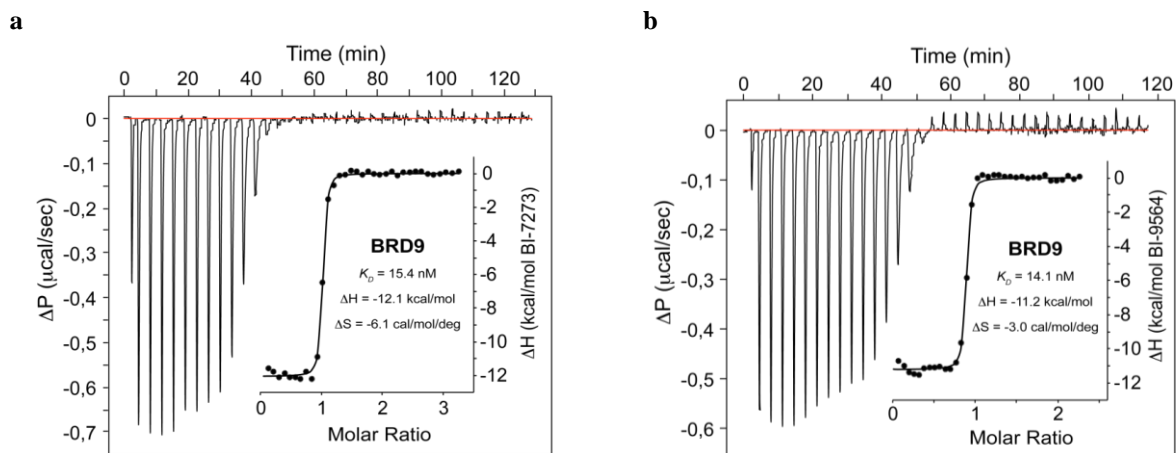 a
Time (min)
0 20 40 60 80 100 120
0
-0,1
-0,2
-0,3
-0,4
-0,5
-0,6
-0,7
ΔP (µcal/sec)
BRD9
K_D = 15.4 nM
ΔH = -12.1 kcal/mol
ΔS = -6.1 cal/mol/deg
0
-2
-4
-6
-8
-10
-12
ΔH (kcal/mol BI-7273)
0 1 2 3
Molar Ratio
b
Time (min)
0 20 40 60 80 100 120
0
-0,1
-0,2
-0,3
-0,4
-0,5
-0,6
ΔP (µcal/sec)
BRD9
K_D = 14.1 nM
ΔH = -11.2 kcal/mol
ΔS = -3.0 cal/mol/deg
0
-2
-4
-6
-8
-10
-12
ΔH (kcal/mol BI-9564)
0 1 2
Molar Ratio